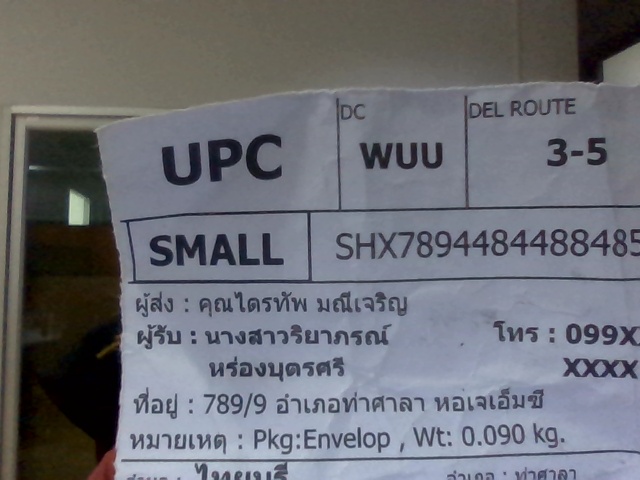 DC DEL ROUTE
UPC WUU 3-5
SMALL SHX7894484488485
ผู้ส่ง : คุณไตรทัพ มณีเจริญ
ผู้รับ : นางสาววริยาภรณ์ โทร : 099X
หร่องบุตรศรี XXXX
ที่อยู่ : 789/9 อำเภอท่าศาลา หอเจเอ็มซี
หมายเหตุ : Pkg:Envelop , Wt: 0.090 kg.
ไทยบุรี อำเภอ : ท่าศาลา